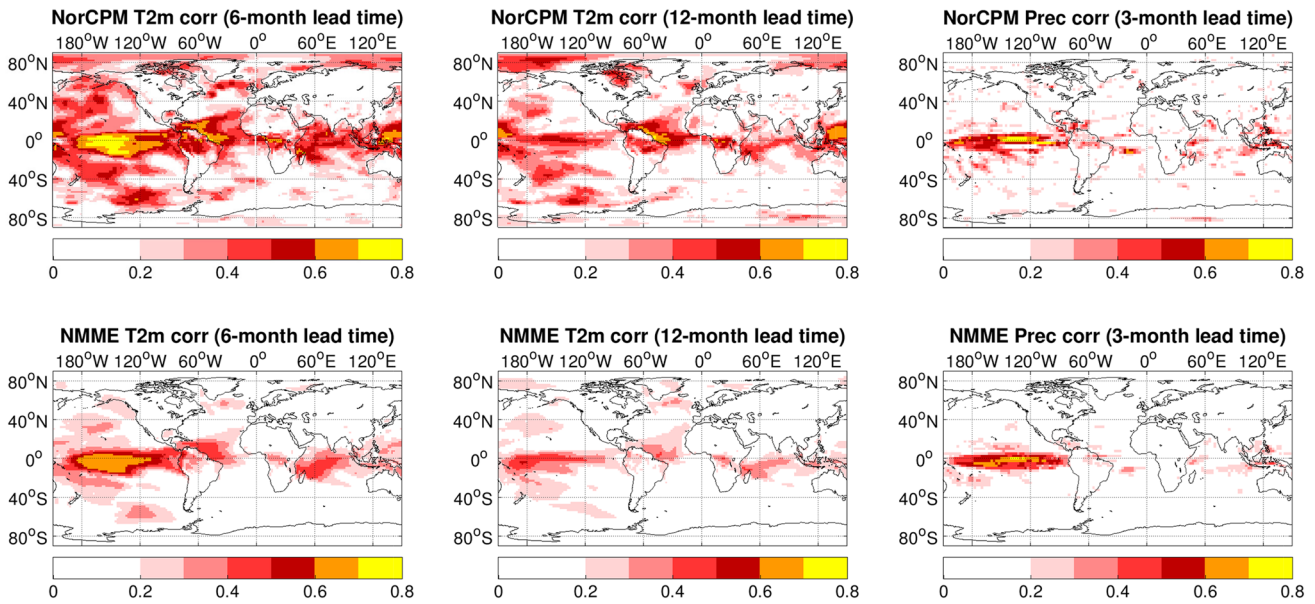 NorCPM T2m corr (6-month lead time)
180°W 120°W 60°W 0° 60°E 120°E
80°N
40°N
0°
40°S
80°S
0 0.2 0.4 0.6 0.8
NorCPM T2m corr (12-month lead time)
180°W 120°W 60°W 0° 60°E 120°E
80°N
40°N
0°
40°S
80°S
0 0.2 0.4 0.6 0.8
NorCPM Prec corr (3-month lead time)
180°W 120°W 60°W 0° 60°E 120°E
80°N
40°N
0°
40°S
80°S
0 0.2 0.4 0.6 0.8
NMME T2m corr (6-month lead time)
180°W 120°W 60°W 0° 60°E 120°E
80°N
40°N
0°
40°S
80°S
0 0.2 0.4 0.6 0.8
NMME T2m corr (12-month lead time)
180°W 120°W 60°W 0° 60°E 120°E
80°N
40°N
0°
40°S
80°S
0 0.2 0.4 0.6 0.8
NMME Prec corr (3-month lead time)
180°W 120°W 60°W 0° 60°E 120°E
80°N
40°N
0°
40°S
80°S
0 0.2 0.4 0.6 0.8